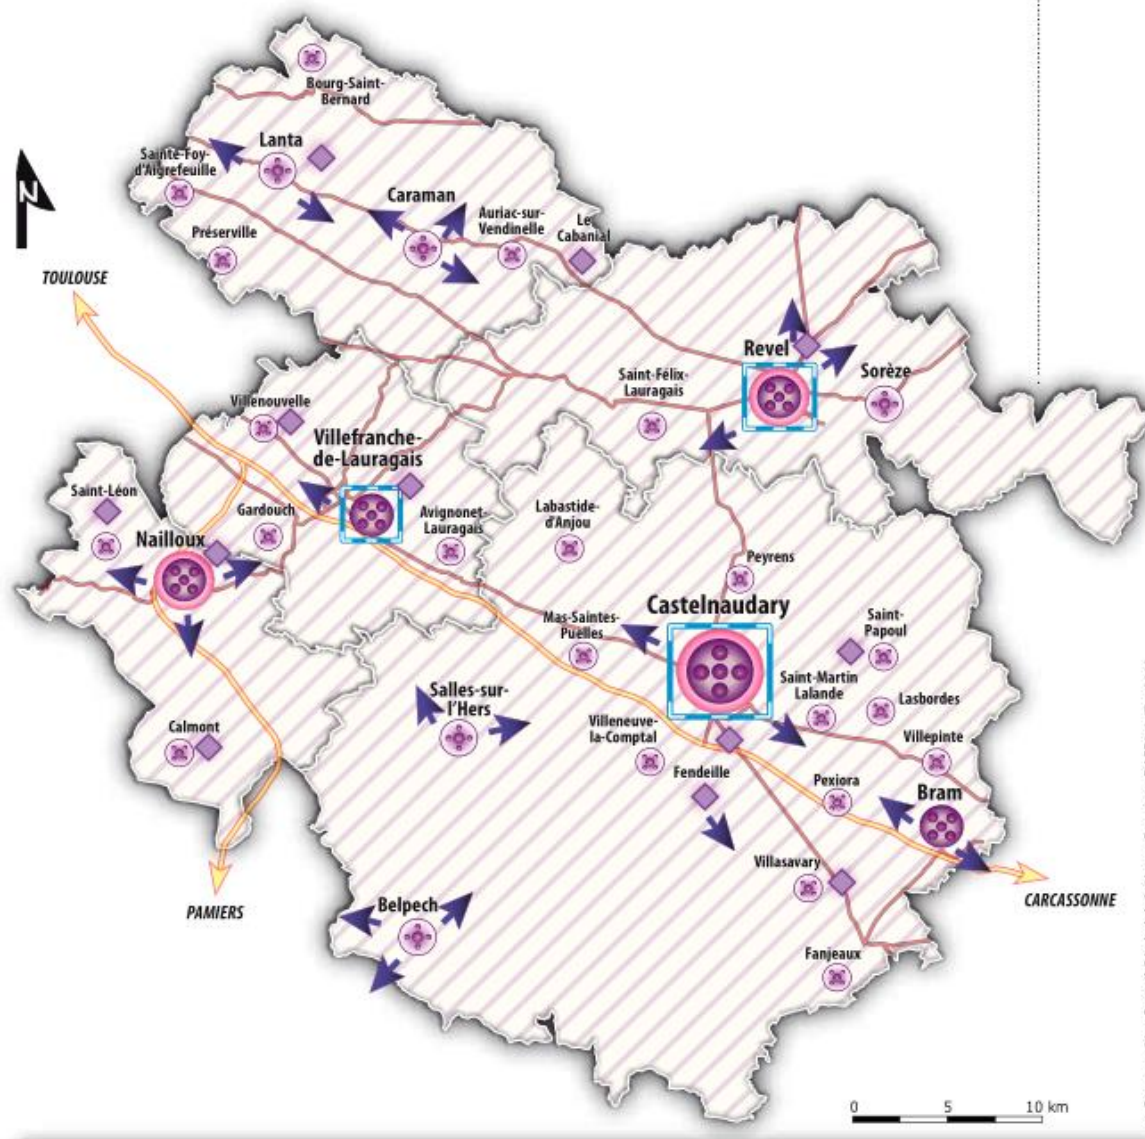 Bourg-Saint-
Bernard
Lanta
Sainte-Foy-
d'Aigrefeuille
Caraman
Auriac-sur-
Vendinelle
Le
Cabanial
Préserville
N
TOULOUSE
Revel
Sorèze
Saint-Félix-
Lauragais
Villenouvelle
Villefranche-
de-Lauragais
Saint-Léon
Gardouch
Avignonet-
Lauragais
Labastide-
d'Anjou
Nailloux
Peyrens
Castelnaudary
Mas-Saintes-
Puelles
Saint-
Papoul
Saint-Martin
Lalande
Lasbordes
Salles-sur-
l'Hers
Villeneuve-
la-Comptal
Villepinte
Calmont
Fendeille
Pexiora
Bram
Villasavary
CARCASSONNE
PAMIERS
Belpech
Fanjeaux
0 5 10 km